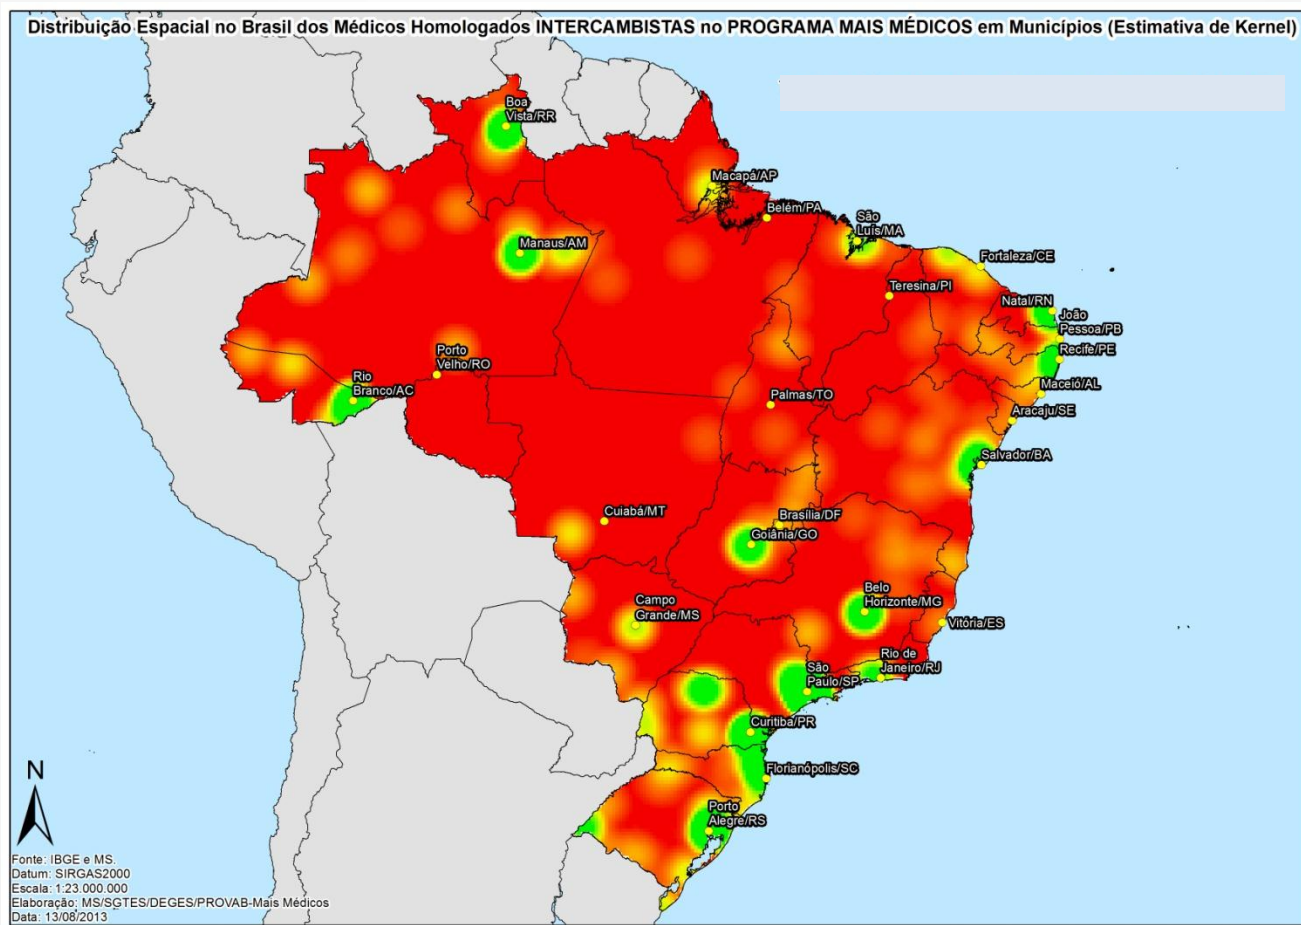 Distribuição Espacial no Brasil dos Médicos Homologados INTERCAMBISTAS no PROGRAMA MAIS MÉDICOS em Municípios (Estimativa de Kernel)
Boa
Vista/RR
Macapá/AP
Belém/PA
São
Luís/MA
Manaus/AM
Fortaleza/CE
Teresina/PI
Natal/RN
João
Pessoa/PB
Recife/PE
Porto
Velho/RO
Rio
Branco/AC
Maceió/AL
Palmas/TO
Aracaju/SE
Salvador/BA
Cuiabá/MT
Brasília/DF
Goiânia/GO
Belo
Horizonte/MG
Campo
Grande/MS
Vitória/ES
Rio de
Janeiro/RJ
São
Paulo/SP
Curitiba/PR
Florianópolis/SC
Porto
Alegre/RS
N
Fonte: IBGE e MS.
Datum: SIRGAS2000
Escala: 1:23.000.000
Elaboração: MS/SGTES/DEGES/PROVAB-Mais Médicos
Data: 13/08/2013